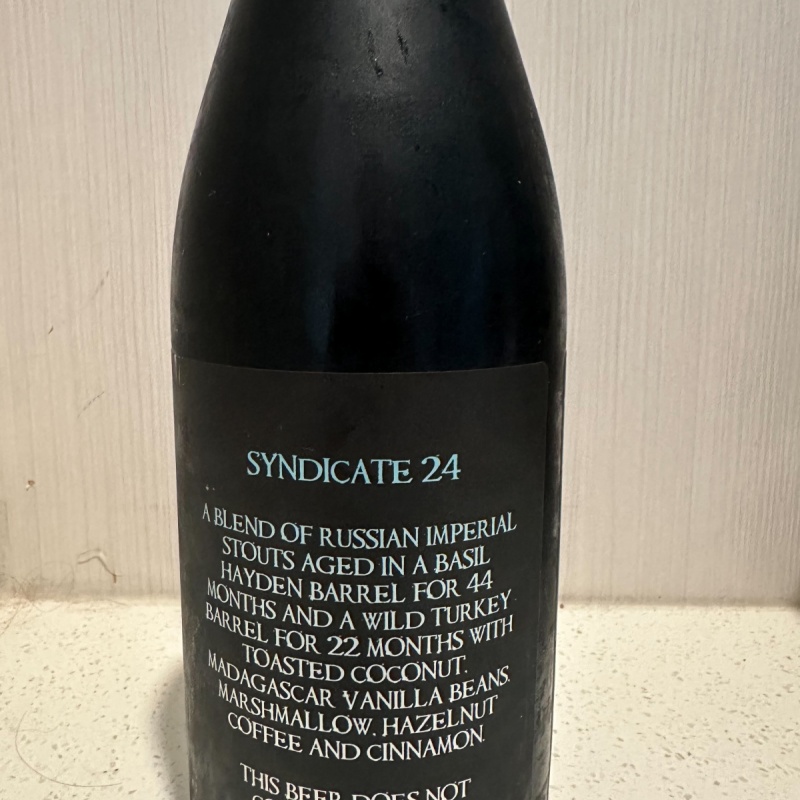 SYNDICATE 24
A BLEND OF RUSSIAN IMPERIAL
STOUTS AGED IN A BASIL
HAYDEN BARREL FOR 44
MONTHS AND A WILD TURKEY
BARREL FOR 22 MONTHS WITH
TOASTED COCONUT,
MADAGASCAR VANILLA BEANS,
MARSHMALLOW, HAZELNUT
COFFEE AND CINNAMON.
THIS BEER DOES NOT